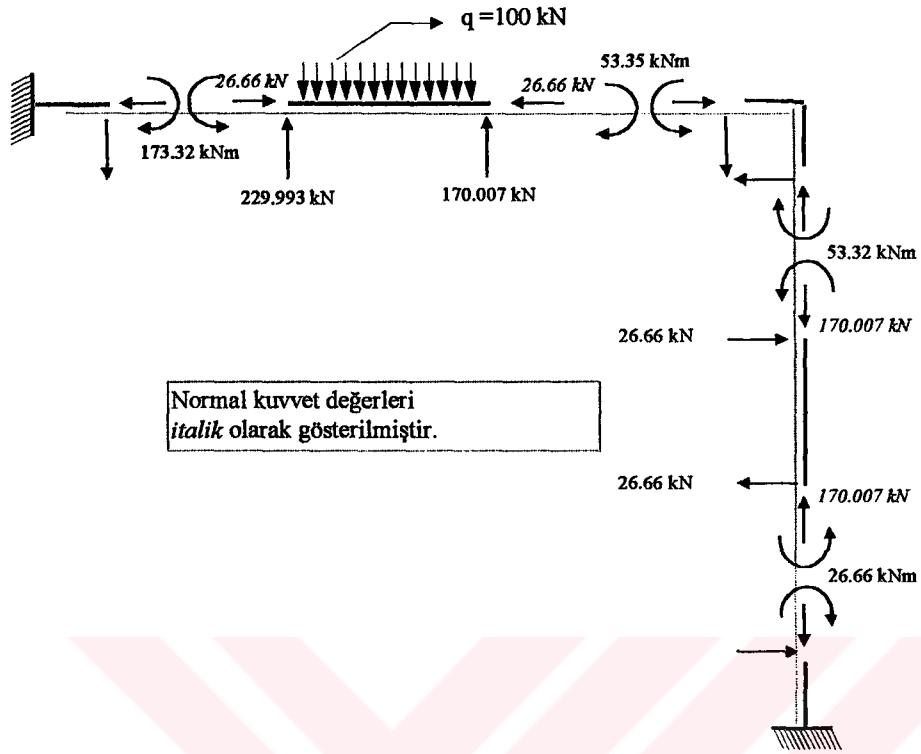 q =100 kN
26.66 kN
26.66 kN
53.35 kNm
173.32 kNm
229.993 kN
170.007 kN
53.32 kNm
26.66 kN
170.007 kN
Normal kuvvet değerleri
italik olarak gösterilmiştir.
26.66 kN
170.007 kN
26.66 kNm